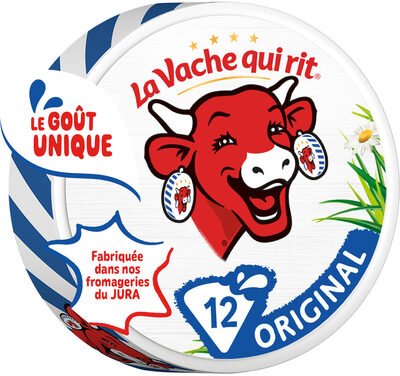 La Vache qui rit®
LE GOÛT
UNIQUE
Fabriquée
dans nos
fromageries
du JURA
12
ORIGINAL